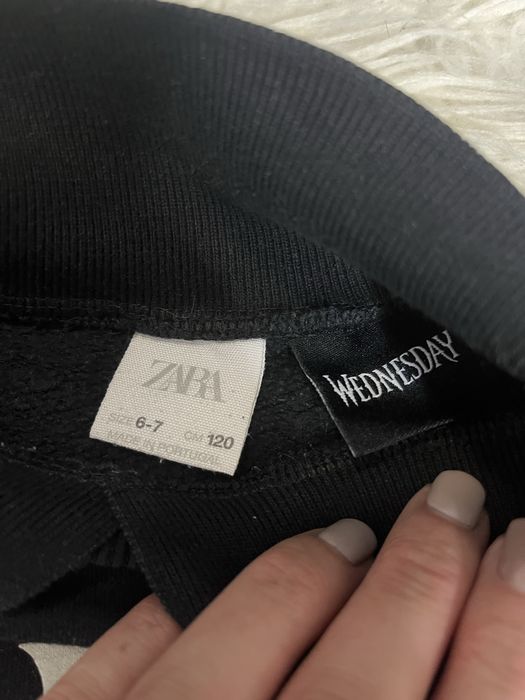 ZARA
SIZE 6-7 CM 120
MADE IN PORTUGAL
WEDNESDAY